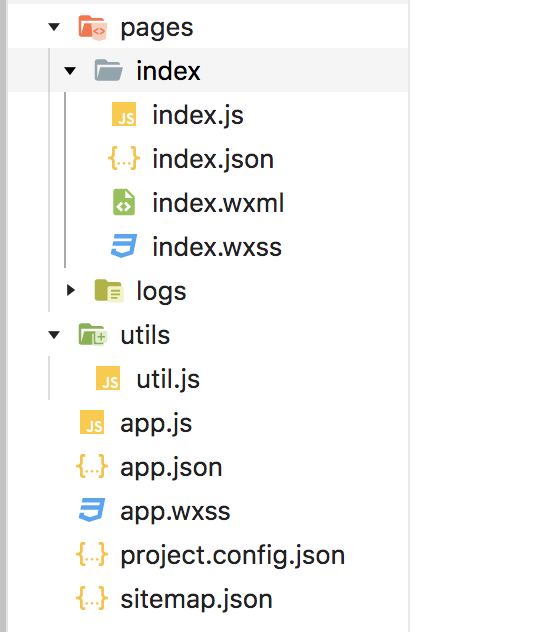 pages
index
JS index.js
{...} index.json
index.wxml
index.wxss
logs
utils
JS util.js
JS app.js
{...} app.json
app.wxss
{...} project.config.json
{...} sitemap.json